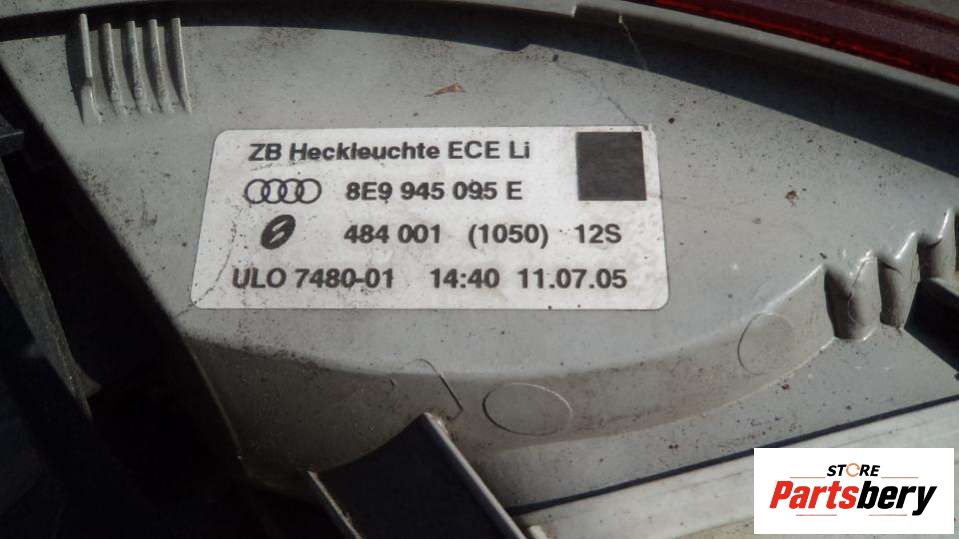 ZB Heckleuchte ECE Li
8E9 945 095 E
484 001 (1050) 12S
ULO 7480-01 14:40 11.07.05
STORE
Partsbery